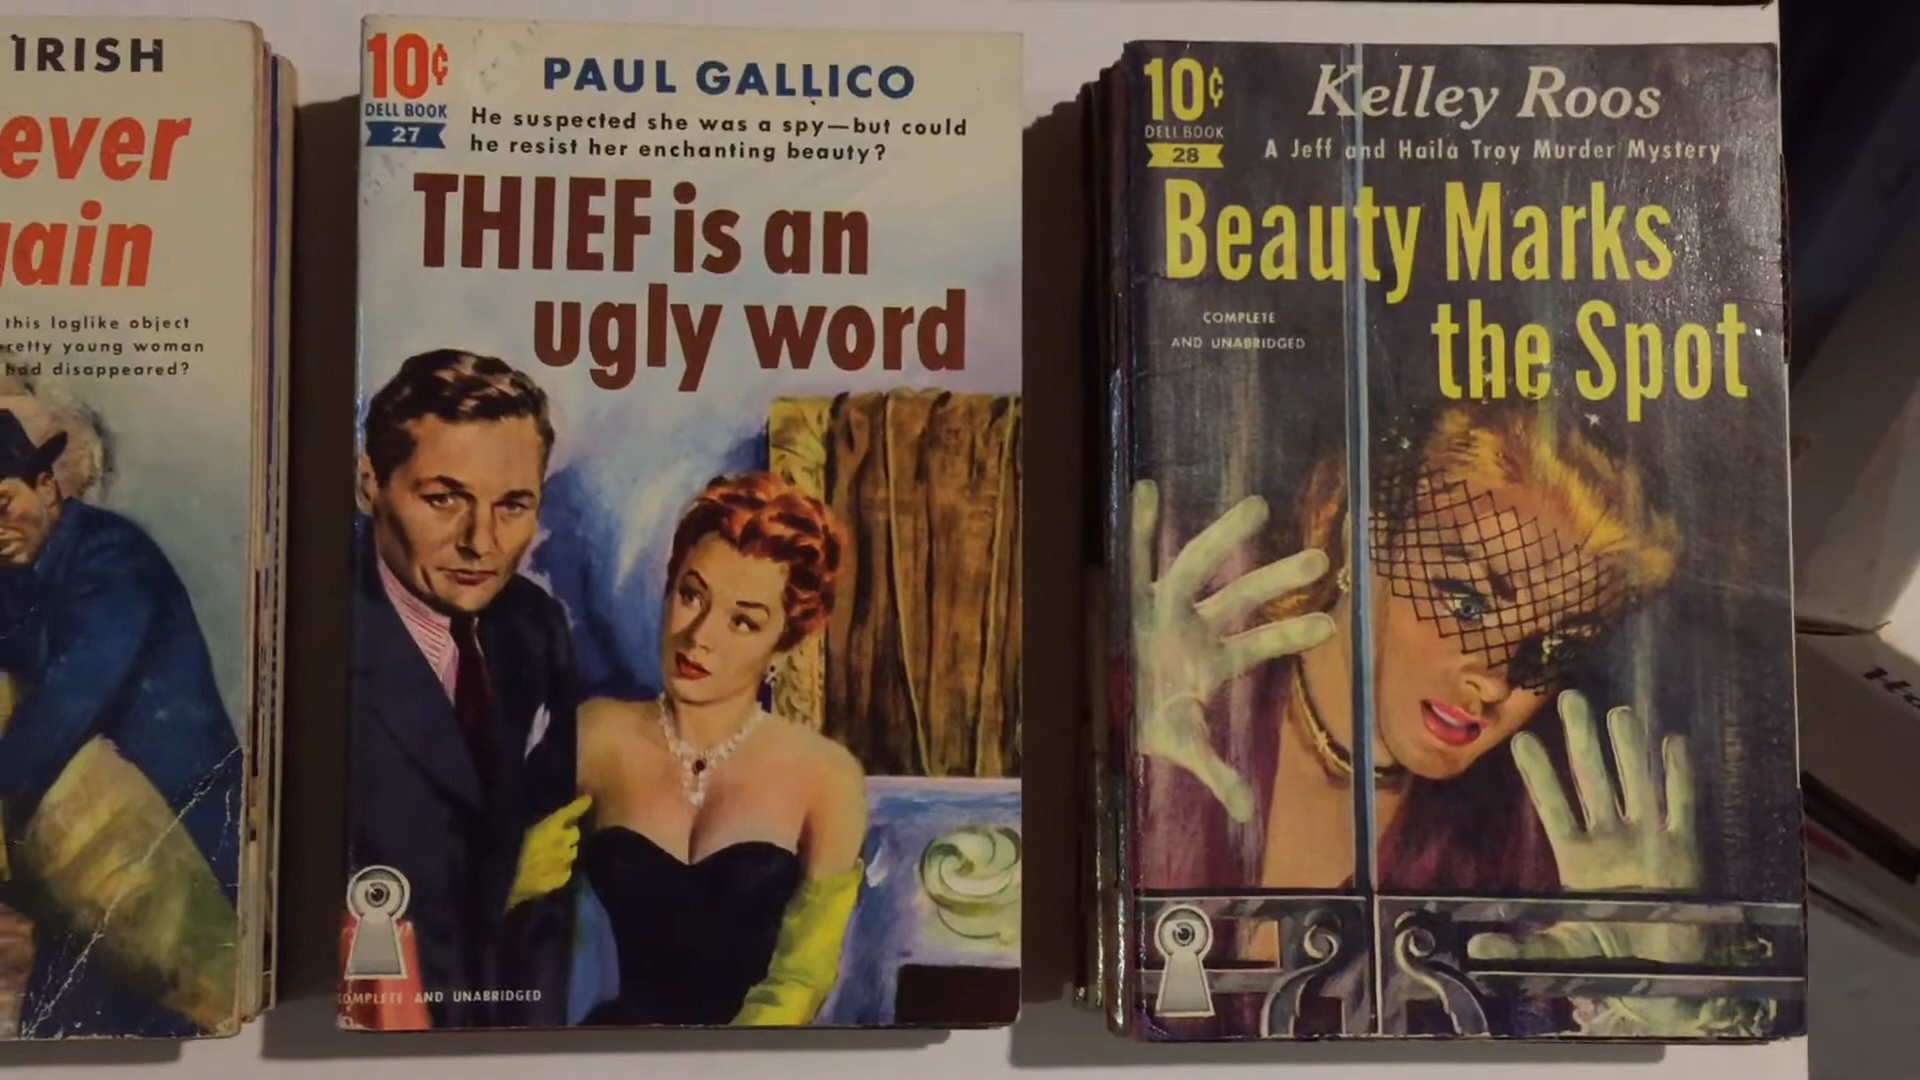 IRISH
ever
gain
this loglike object
pretty young woman
had disappeared?
10¢
DELL BOOK
27
PAUL GALLICO
He suspected she was a spy—but could
he resist her enchanting beauty?
THIEF is an
ugly word
COMPLETE AND UNABRIDGED
10¢
DELL BOOK
28
Kelley Roos
A Jeff and Haila Troy Murder Mystery
Beauty Marks
the Spot
COMPLETE
AND UNABRIDGED